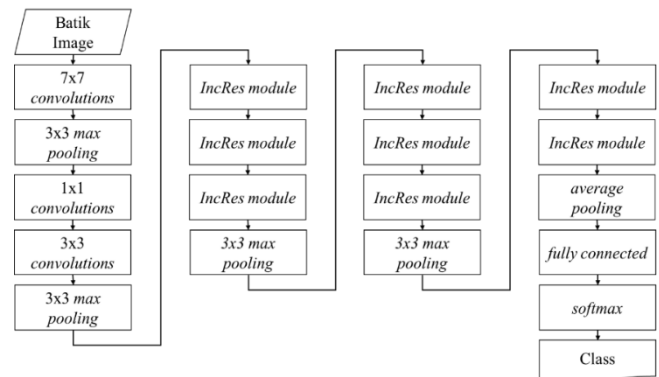 Batik
Image
7x7
convolutions
3x3 max
pooling
1x1
convolutions
3x3
convolutions
3x3 max
pooling
IncRes module
IncRes module
IncRes module
3x3 max
pooling
IncRes module
IncRes module
IncRes module
3x3 max
pooling
IncRes module
IncRes module
average
pooling
fully connected
softmax
Class